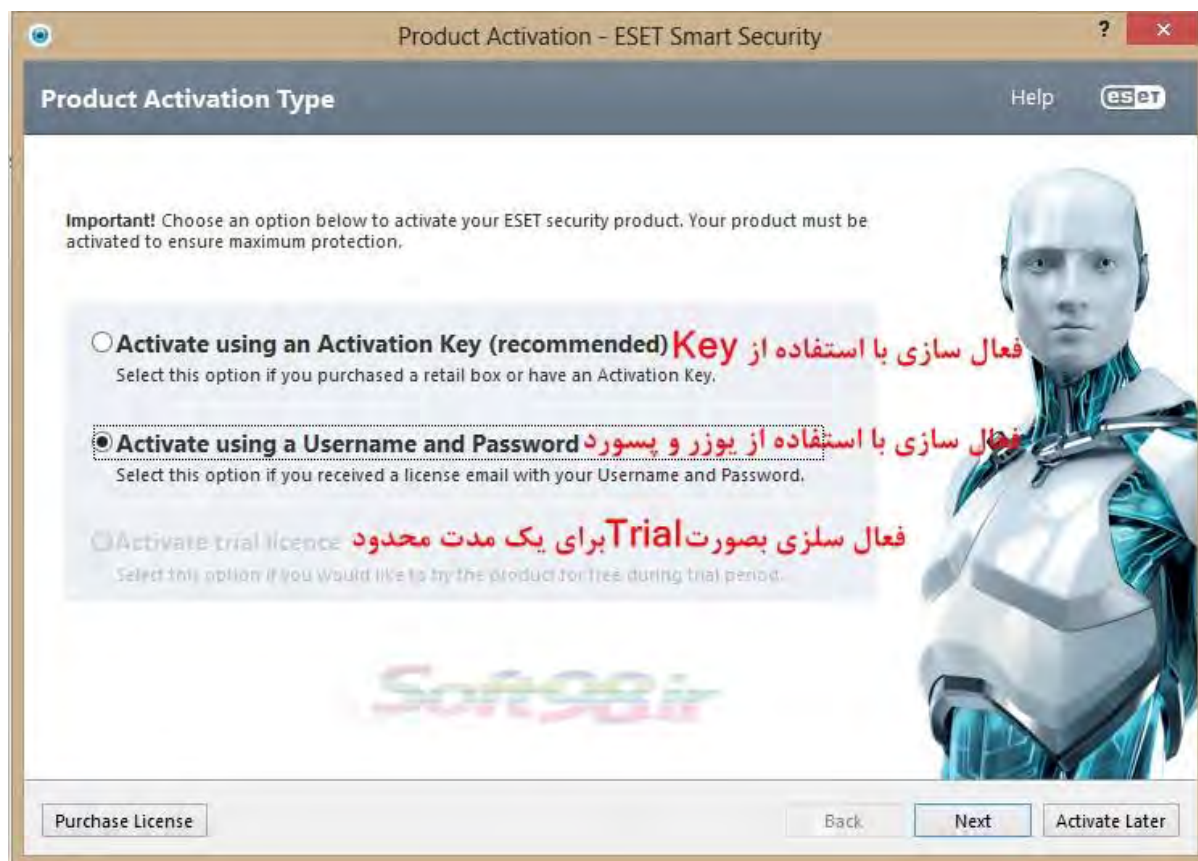 Product Activation - ESET Smart Security
?
Product Activation Type
Help
eseT
Important! Choose an option below to activate your ESET security product. Your product must be
activated to ensure maximum protection.
Activate using an Activation Key (recommended) فعال سازی با استفاده از Key
Select this option if you purchased a retail box or have an Activation Key.
Activate using a Username and Password فعال سازی با استفاده از یوزر و پسورد
Select this option if you received a license email with your Username and Password.
Activate trial licence فعال سلزی بصورت Trial برای یک مدت محدود
Select this option if you would like to try the product for free during trial period.
Soft98.ir
Purchase License
Back
Next
Activate Later